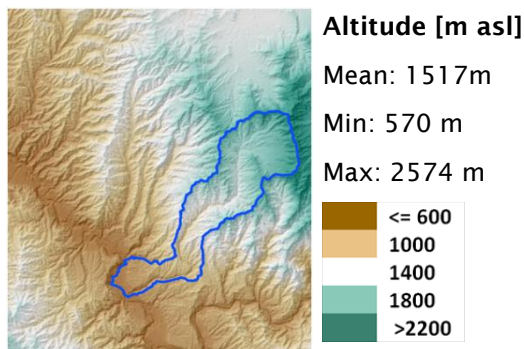 Altitude [m asl]
Mean: 1517m
Min: 570 m
Max: 2574 m
<= 600
1000
1400
1800
>2200